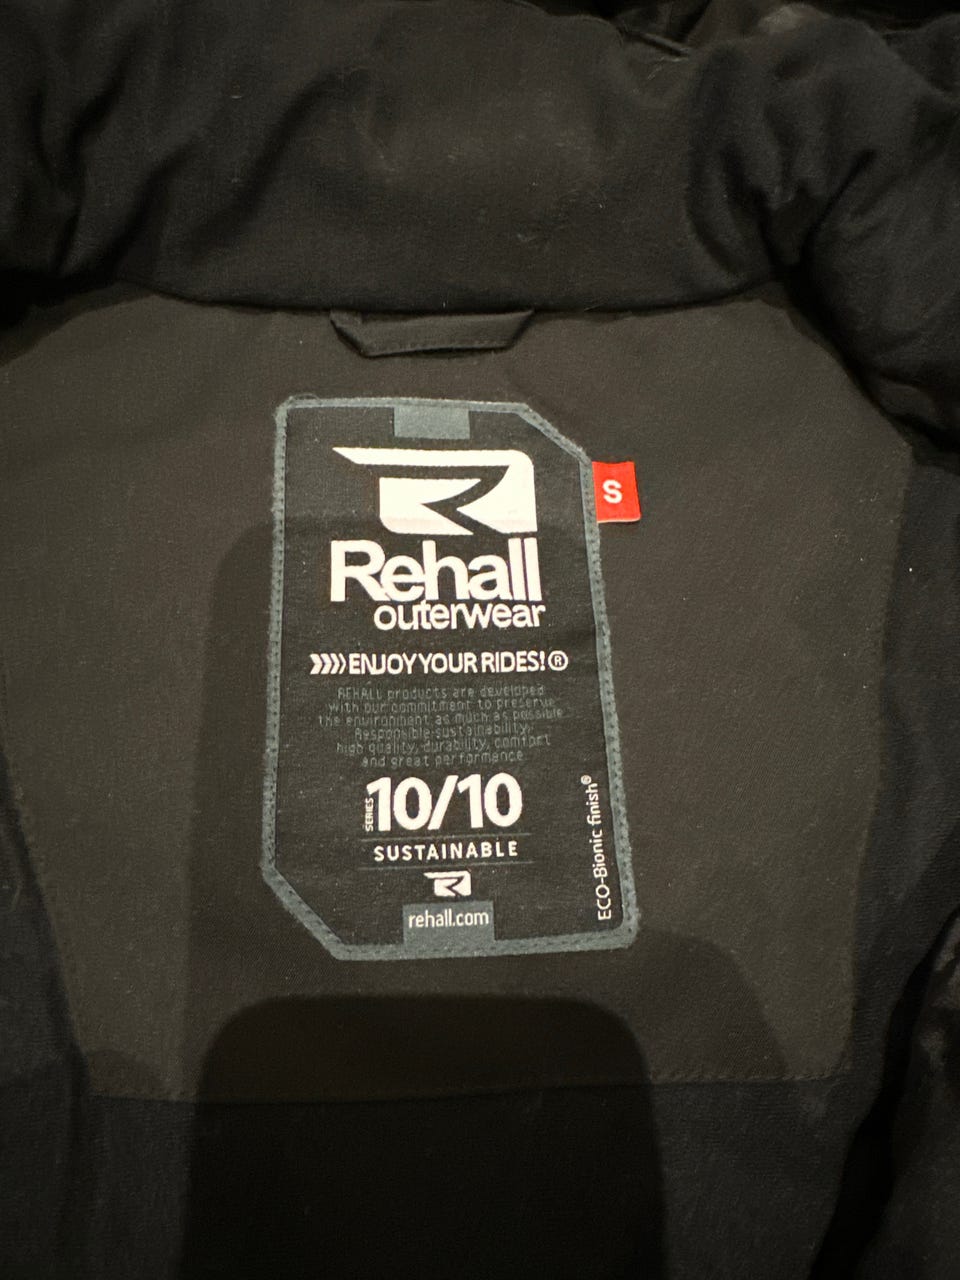 S
Rehall
outerwear
ENJOY YOUR RIDES!®
REHALL products are developed
with our commitment to preserve
the environment as much as possible
Responsible sustainability,
high quality, durability, comfort
and great performance
SERIES
10/10
SUSTAINABLE
rehall.com
ECO-Bionic finish®